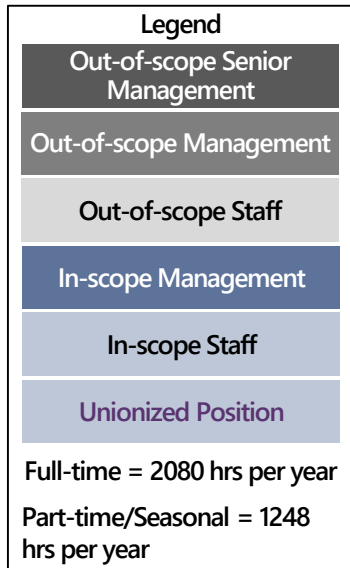 Legend
Out-of-scope Senior
Management
Out-of-scope Management
Out-of-scope Staff
In-scope Management
In-scope Staff
Unionized Position
Full-time = 2080 hrs per year
Part-time/Seasonal = 1248
hrs per year